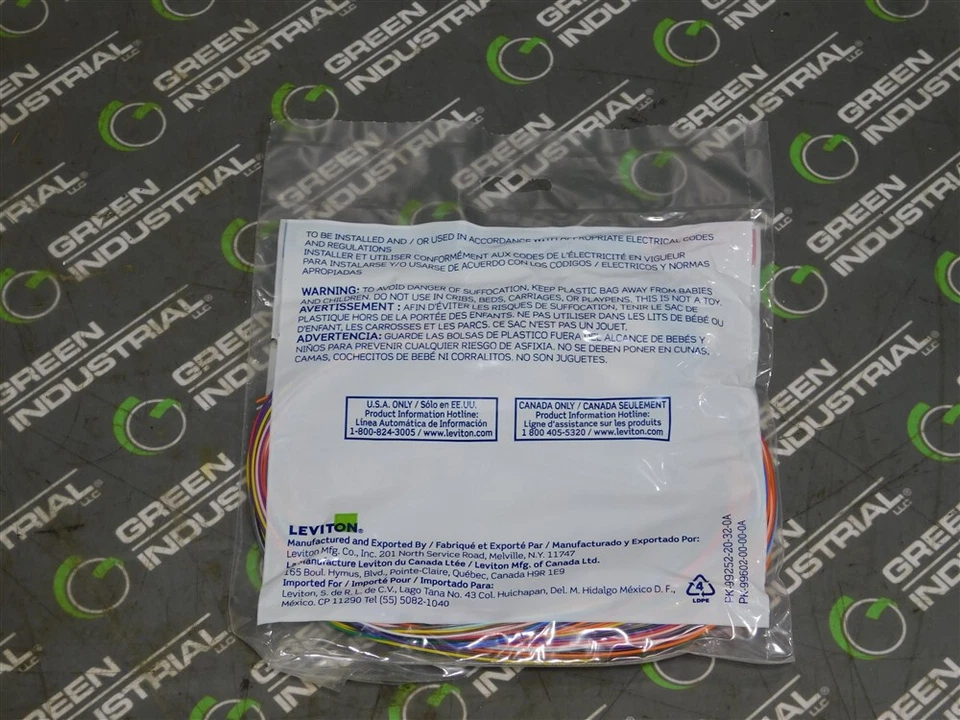 TO BE INSTALLED AND / OR USED IN ACCORDANCE WITH APPROPRIATE ELECTRICAL CODES
AND REGULATIONS
INSTALLER ET UTILISER CONFORMÉMENT AUX CODES DE L'ÉLECTRICITÉ EN VIGUEUR
PARA INSTALARSE Y/O USARSE DE ACUERDO CON LOS CODIGOS / ELECTRICOS Y NORMAS
APROPIADAS
WARNING: TO AVOID DANGER OF SUFFOCATION, KEEP PLASTIC BAG AWAY FROM BABIES
AND CHILDREN. DO NOT USE IN CRIBS, BEDS, CARRIAGES, OR PLAYPENS. THIS IS NOT A TOY.
AVERTISSEMENT : AFIN D'ÉVITER LES RISQUES DE SUFFOCATION, TENIR LE SAC DE
PLASTIQUE HORS DE LA PORTÉE DES ENFANTS. NE PAS UTILISER DANS LES LITS DE BÉBÉ OU
D'ENFANT, LES CARROSSES ET LES PARCS. CE SAC N'EST PAS UN JOUET.
ADVERTENCIA: GUARDE LAS BOLSAS DE PLASTICO FUERA DEL ALCANCE DE BEBÉS Y
NIÑOS PARA PREVENIR CUALQUIER RIESGO DE ASFIXIA. NO SE DEBEN PONER EN CUNAS,
CAMAS, COCHECITOS DE BEBÉ NI CORRALITOS. NO SON JUGUETES.
U.S.A. ONLY / Sólo en EE.UU.
Product Information Hotline:
Linea Automática de Información
1-800-824-3005 / www.leviton.com
CANADA ONLY / CANADA SEULEMENT
Product Information Hotline:
Ligne d'assistance sur les produits
1 800 405-5320 / www.leviton.com
LEVITON®
Manufactured and Exported By / Fabriqué et Exporté Par / Manufacturado y Exportado Por:
Leviton Mfg. Co., Inc. 201 North Service Road, Melville, N.Y. 11747
La Manufacture Leviton du Canada Ltée / Leviton Mfg. of Canada Ltd.
165 Boul. Hymus, Blvd., Pointe-Claire, Québec, Canada H9R 1E9
Imported For / Importé Pour / Importado Para:
Leviton, S. de R.L. de C.V., Lago Tana No. 43 Col. Huichapan, Del. M. Hidalgo México D. F.,
México. CP 11290 Tel (55) 5082-1040
4
LDPE
PK-99252-20-32-0A
PK-99602-00-00-0A
GREEN
INDUSTRIAL LLC